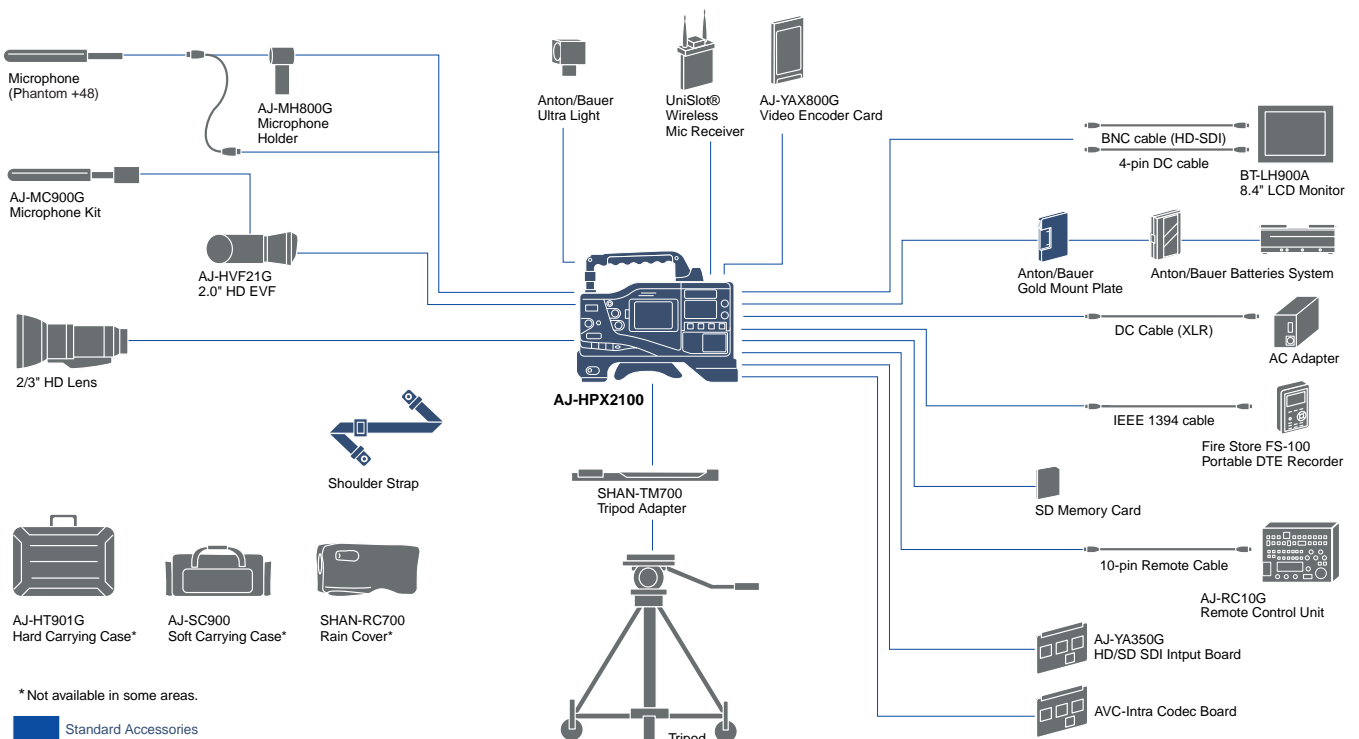 Microphone
(Phantom +48)
AJ-MH800G
Microphone
Holder
Anton/Bauer
Ultra Light
UniSlot®
Wireless
Mic Receiver
AJ-YAX800G
Video Encoder Card
BNC cable (HD-SDI)
4-pin DC cable
BT-LH900A
8.4" LCD Monitor
AJ-MC900G
Microphone Kit
AJ-HVF21G
2.0" HD EVF
Anton/Bauer
Gold Mount Plate
Anton/Bauer Batteries System
DC Cable (XLR)
AC Adapter
2/3" HD Lens
AJ-HPX2100
IEEE 1394 cable
Fire Store FS-100
Portable DTE Recorder
Shoulder Strap
SHAN-TM700
Tripod Adapter
SD Memory Card
10-pin Remote Cable
AJ-RC10G
Remote Control Unit
AJ-HT901G
Hard Carrying Case*
AJ-SC900
Soft Carrying Case*
SHAN-RC700
Rain Cover*
AJ-YA350G
HD/SD SDI Intput Board
AVC-Intra Codec Board
* Not available in some areas.
Standard Accessories
Tripod